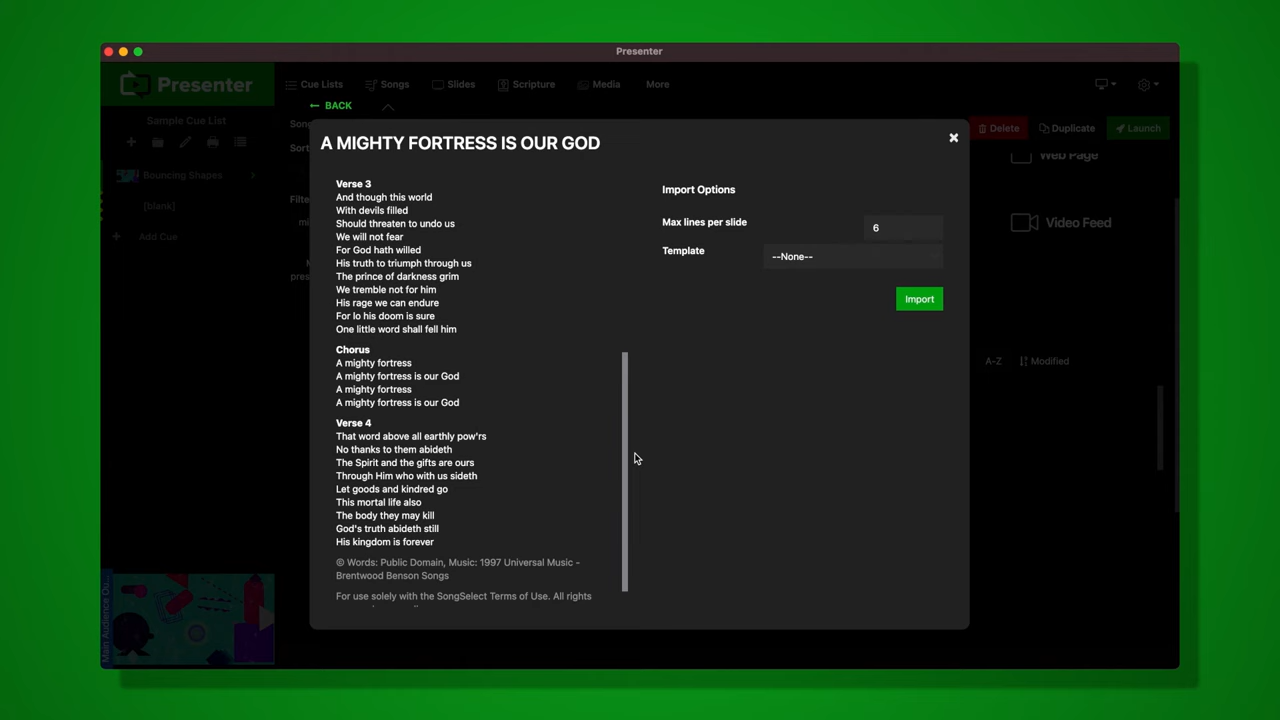 Presenter
Presenter
Cue Lists
Songs
Slides
Scripture
Media
More
BACK
Sample Cue List
Delete
Duplicate
Launch
Web Page
A MIGHTY FORTRESS IS OUR GOD
Bouncing Shapes
[blank]
Add Cue
Video Feed
A-Z
Modified
Verse 3
And though this world
With devils filled
Should threaten to undo us
We will not fear
For God hath willed
His truth to triumph through us
The prince of darkness grim
We tremble not for him
His rage we can endure
For lo his doom is sure
One little word shall fell him
Chorus
A mighty fortress
A mighty fortress is our God
A mighty fortress
A mighty fortress is our God
Verse 4
That word above all earthly pow'rs
No thanks to them abideth
The Spirit and the gifts are ours
Through Him who with us sideth
Let goods and kindred go
This mortal life also
The body they may kill
God's truth abideth still
His kingdom is forever
© Words: Public Domain, Music: 1997 Universal Music -
Brentwood Benson Songs
For use solely with the SongSelect Terms of Use. All rights
Import Options
Max lines per slide
6
Template
--None--
Import
Main Audience Ou...